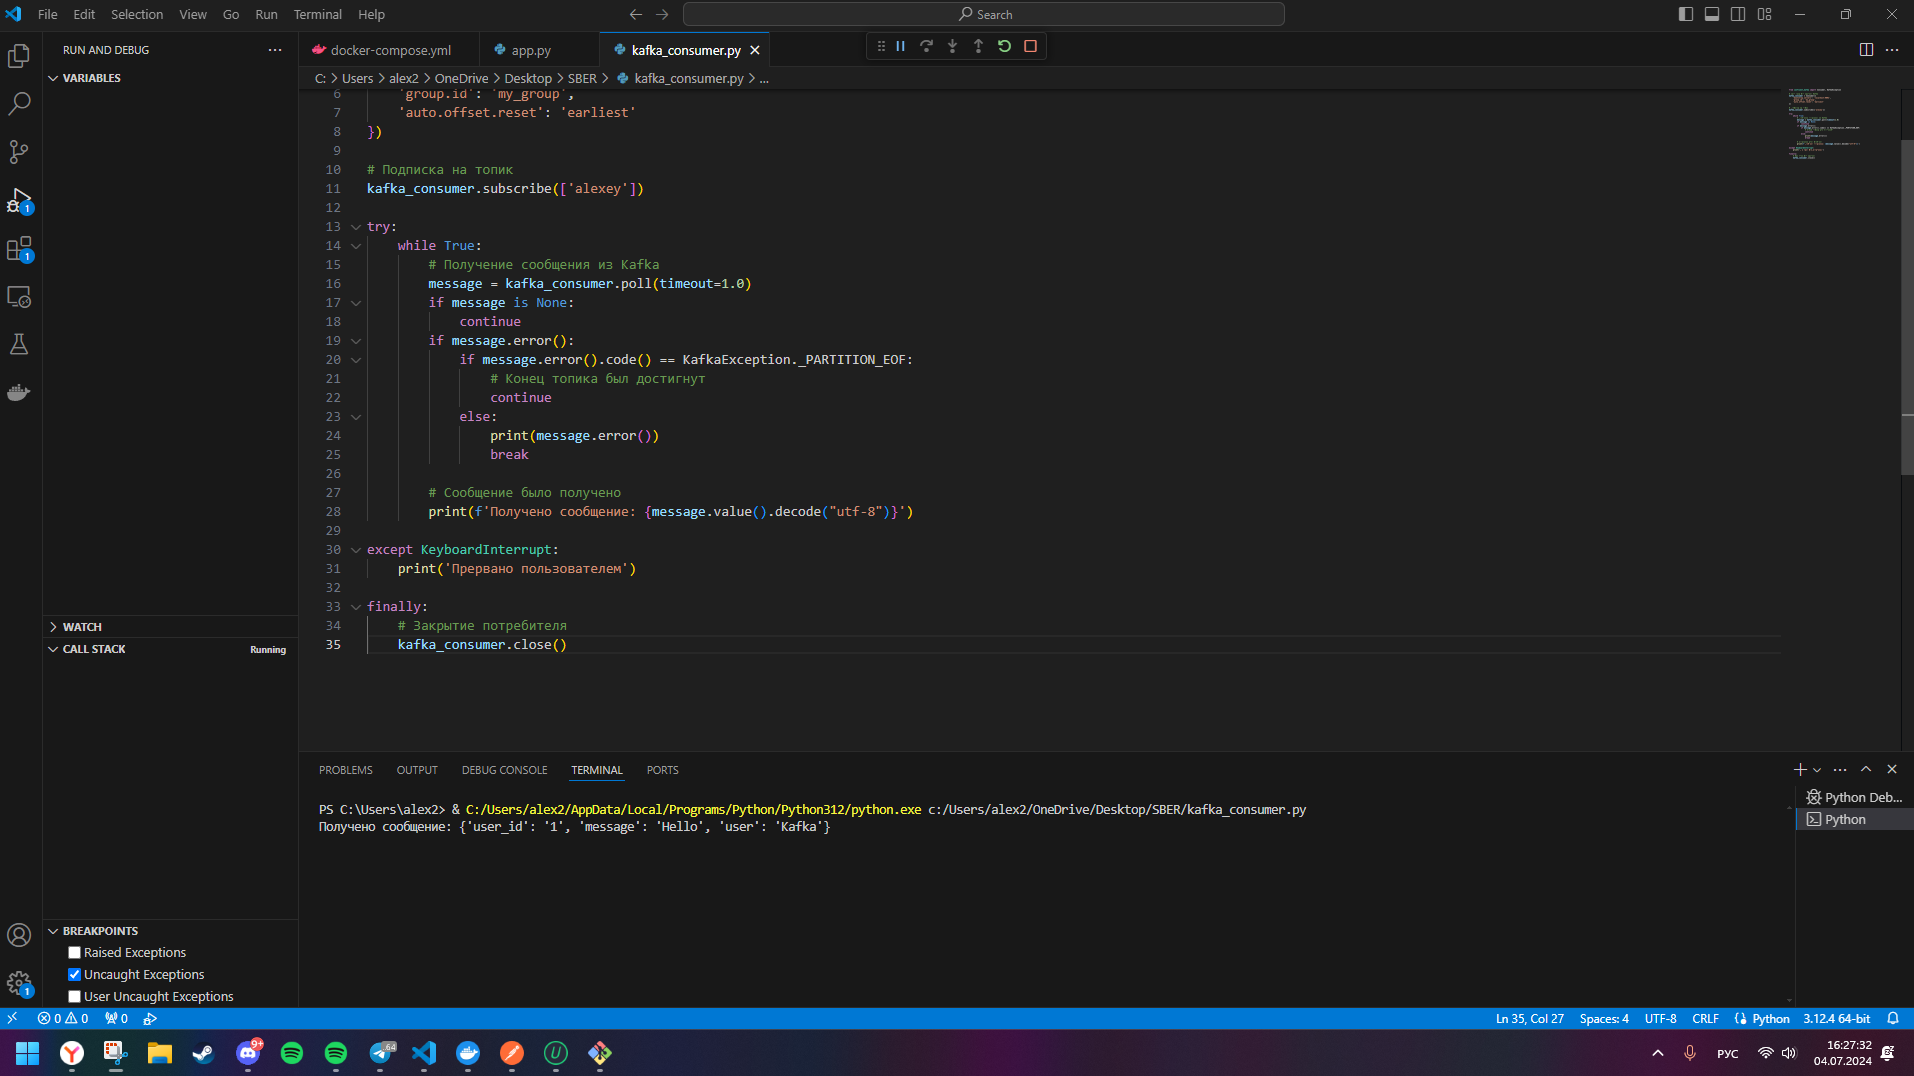 File Edit Selection View Go Run Terminal Help
Search
RUN AND DEBUG
docker-compose.yml app.py kafka_consumer.py
C: > Users > alex2 > OneDrive > Desktop > SBER > kafka_consumer.py > ...
VARIABLES
6 'group.id': 'my_group',
7 'auto.offset.reset': 'earliest'
8 })
9
10 # Подписка на топик
11 kafka_consumer.subscribe(['alexey'])
12
13 try:
14 while True:
15 # Получение сообщения из Kafka
16 message = kafka_consumer.poll(timeout=1.0)
17 if message is None:
18 continue
19 if message.error():
20 if message.error().code() == KafkaException._PARTITION_EOF:
21 # Конец топика был достигнут
22 continue
23 else:
24 print(message.error())
25 break
26
27 # Сообщение было получено
28 print(f'Получено сообщение: {message.value().decode("utf-8")}')
29
30 except KeyboardInterrupt:
31 print('Прервано пользователем')
32
33 finally:
34 # Закрытие потребителя
35 kafka_consumer.close()
WATCH
CALL STACK Running
BREAKPOINTS
Raised Exceptions
Uncaught Exceptions
User Uncaught Exceptions
PROBLEMS OUTPUT DEBUG CONSOLE TERMINAL PORTS
PS C:\Users\alex2> & C:/Users/alex2/AppData/Local/Programs/Python/Python312/python.exe c:/Users/alex2/OneDrive/Desktop/SBER/kafka_consumer.py
Получено сообщение: {'user_id': '1', 'message': 'Hello', 'user': 'Kafka'}
Python Deb...
Python
0 0 0 Ln 35, Col 27 Spaces: 4 UTF-8 CRLF Python 3.12.4 64-bit
9+ 64 РУС 16:27:32
04.07.2024